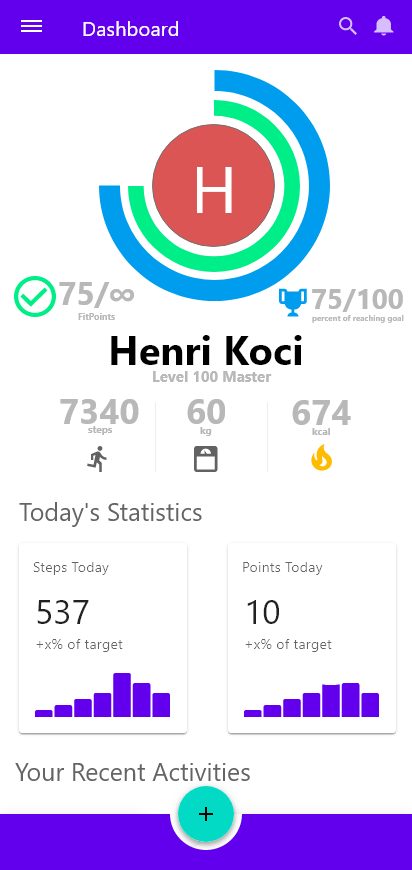 Dashboard
H
75/∞
FitPoints
75/100
percent of reaching goal
Henri Koci
Level 100 Master
7340
steps
60
kg
674
kcal
Today's Statistics
Steps Today
537
+x% of target
Points Today
10
+x% of target
Your Recent Activities
+